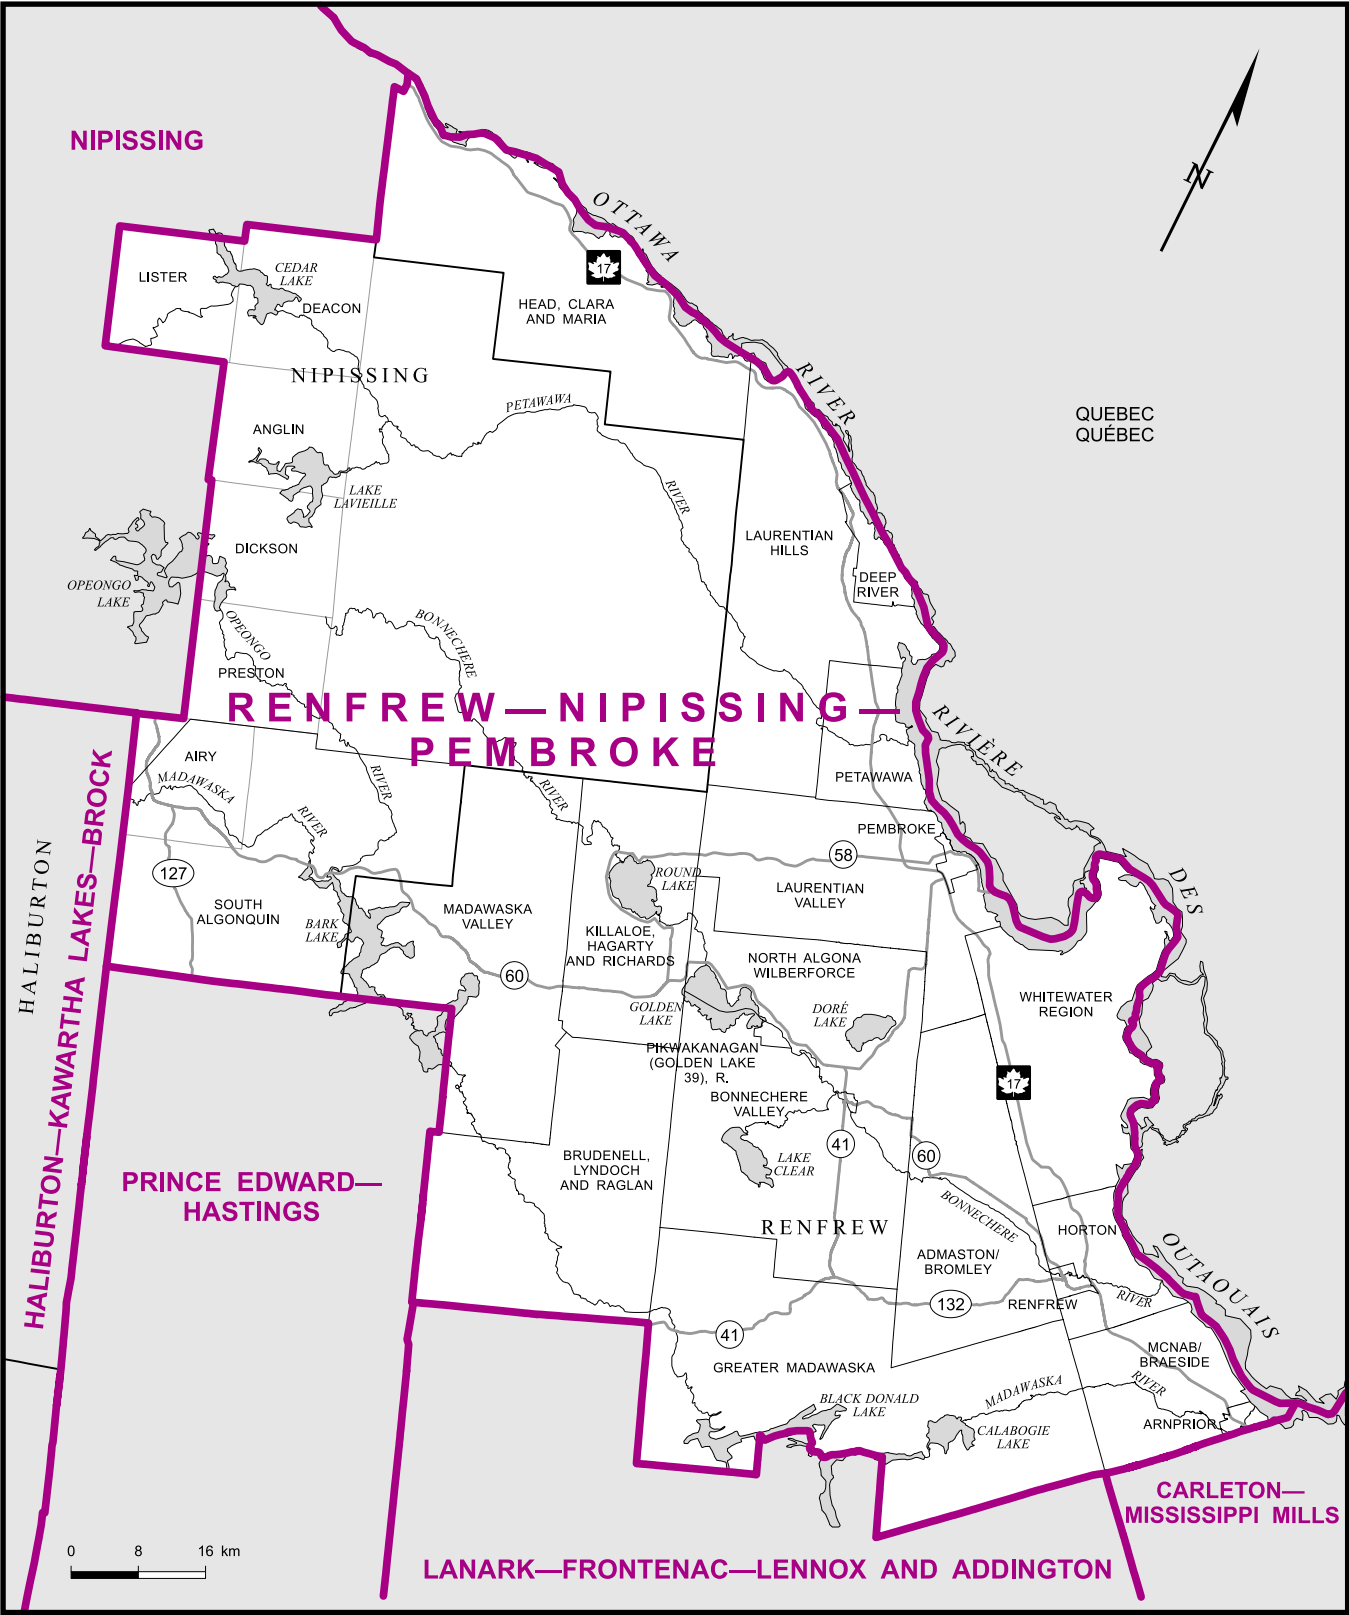 NIPISSING
N
OTTAWA
17
LISTER
CEDAR
LAKE
DEACON
HEAD, CLARA
AND MARIA
NIPISSING
RIVER
PETAWAWA
QUEBEC
QUÉBEC
ANGLIN
LAKE
LAVIEILLE
RIVER
DICKSON
LAURENTIAN
HILLS
DEEP
RIVER
OPEONGO
LAKE
OPEONGO
BONNECHERE
PRESTON
RENFREW—NIPISSING—
PEMBROKE
RIVIÈRE
AIRY
MADAWASKA
RIVER
RIVER
RIVER
PETAWAWA
PEMBROKE
58
127
ROUND
LAKE
LAURENTIAN
VALLEY
DES
SOUTH
ALGONQUIN
BARK
LAKE
MADAWASKA
VALLEY
KILLALOE,
HAGARTY
AND RICHARDS
60
NORTH ALGONA
WILBERFORCE
WHITEWATER
REGION
GOLDEN
LAKE
DORÉ
LAKE
HALIBURTON
HALIBURTON—KAWARTHA LAKES—BROCK
PIKWAKANAGAN
(GOLDEN LAKE
39), R.
17
BONNECHERE
VALLEY
41
60
LAKE
CLEAR
BRUDENELL,
LYNDOCH
AND RAGLAN
PRINCE EDWARD—
HASTINGS
BONNECHERE
RIVER
RENFREW
HORTON
ADMASTON/
BROMLEY
OUTAOUAIS
132
RENFREW
41
GREATER MADAWASKA
MCNAB/
BRAESIDE
MADAWASKA
RIVER
BLACK DONALD
LAKE
CALABOGIE
LAKE
ARNPRIOR
CARLETON—
MISSISSIPPI MILLS
0 8 16 km
LANARK—FRONTENAC—LENNOX AND ADDINGTON